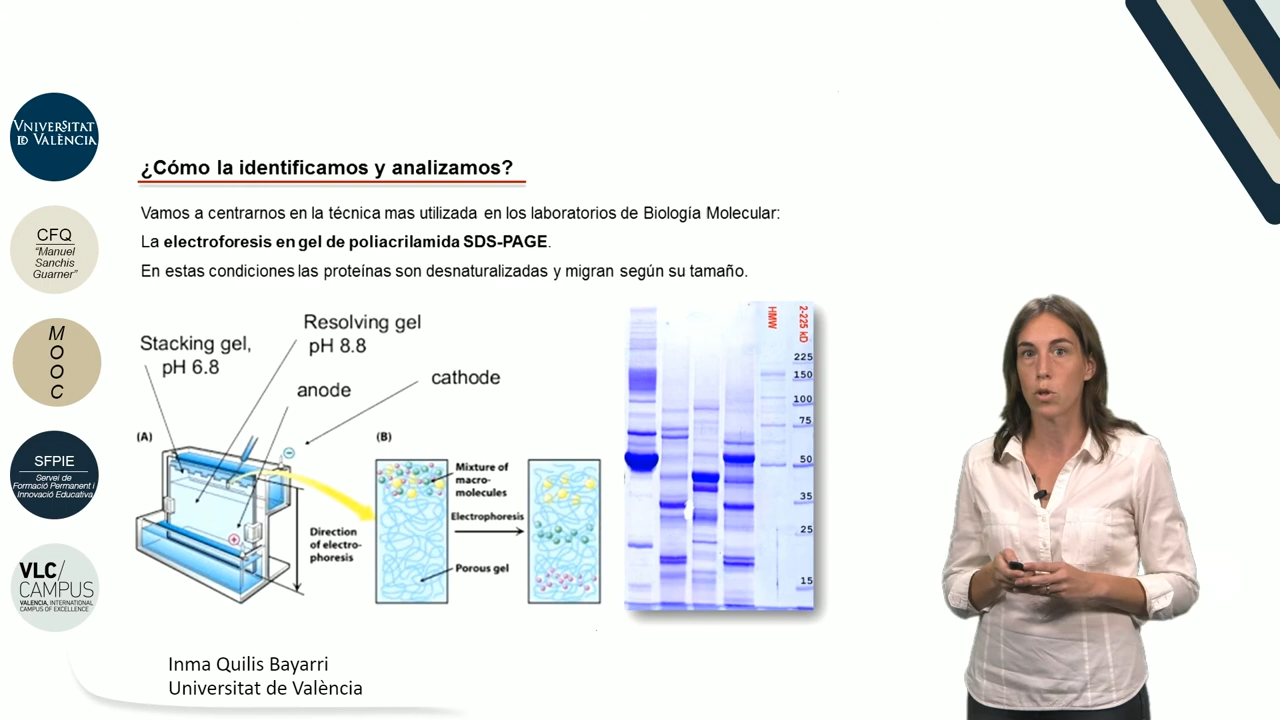 VNIVERSITAT
ID VALÈNCIA
CFQ
"Manuel
Sanchis
Guarner"
M
O
O
C
SFPIE
Servei de
Formació Permanent i
Innovació Educativa
VLC/
CAMPUS
VALENCIA, INTERNATIONAL
CAMPUS OF EXCELLENCE
¿Cómo la identificamos y analizamos?
Vamos a centrarnos en la técnica mas utilizada en los laboratorios de Biología Molecular:
La electroforesis en gel de poliacrilamida SDS-PAGE.
En estas condiciones las proteínas son desnaturalizadas y migran según su tamaño.
Stacking gel,
pH 6.8
Resolving gel
pH 8.8
anode
cathode
(A)
Direction
of electro-
phoresis
(B)
Mixture of
macro-
molecules
Electrophoresis
Porous gel
HMW
2-225 kD
225
150
100
75
50
35
25
15
Inma Quilis Bayarri
Universitat de València